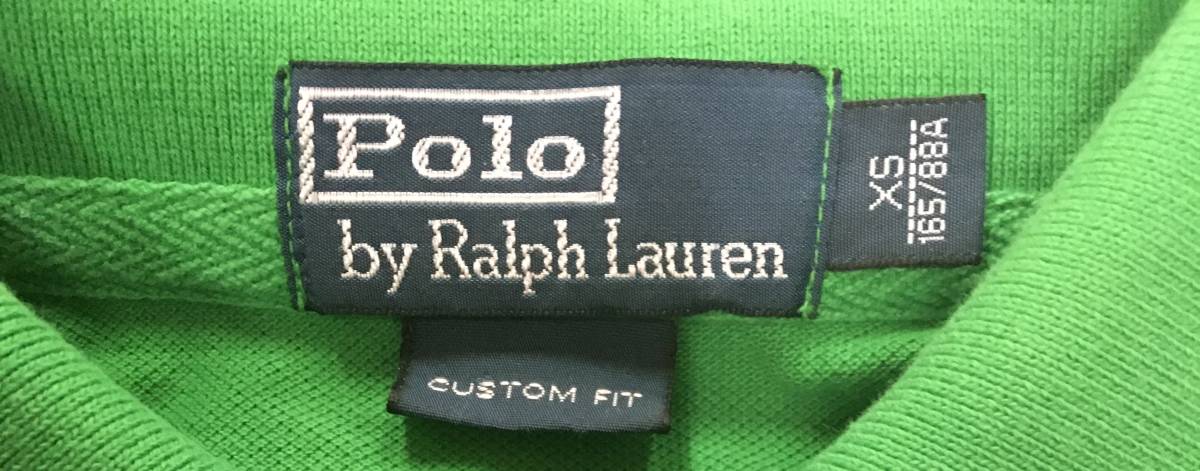 Polo
by Ralph Lauren
XS
165/88A
CUSTOM FIT